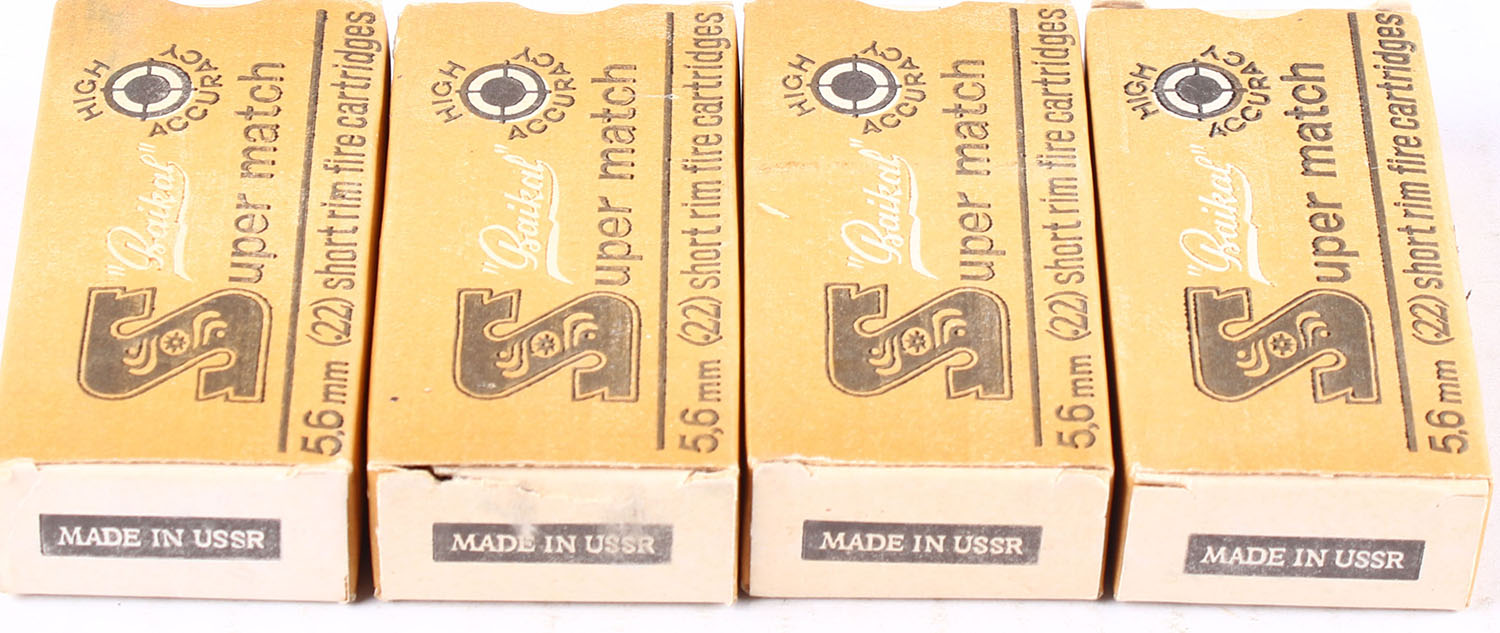 HIGH ACCURACY
"Baikal"
Super match
5,6 mm (.22) short rim fire cartridges
MADE IN USSR
HIGH ACCURACY
"Baikal"
Super match
5,6 mm (.22) short rim fire cartridges
MADE IN USSR
HIGH ACCURACY
"Baikal"
Super match
5,6 mm (.22) short rim fire cartridges
MADE IN USSR
HIGH ACCURACY
"Baikal"
Super match
5,6 mm (.22) short rim fire cartridges
MADE IN USSR